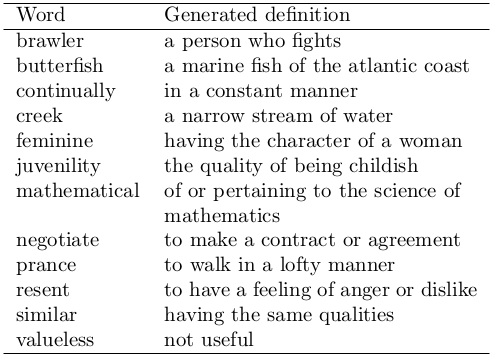 Word Generated definition
brawler a person who fights
butterfish a marine fish of the atlantic coast
continually in a constant manner
creek a narrow stream of water
feminine having the character of a woman
juvenility the quality of being childish
mathematical of or pertaining to the science of
mathematics
negotiate to make a contract or agreement
prance to walk in a lofty manner
resent to have a feeling of anger or dislike
similar having the same qualities
valueless not useful